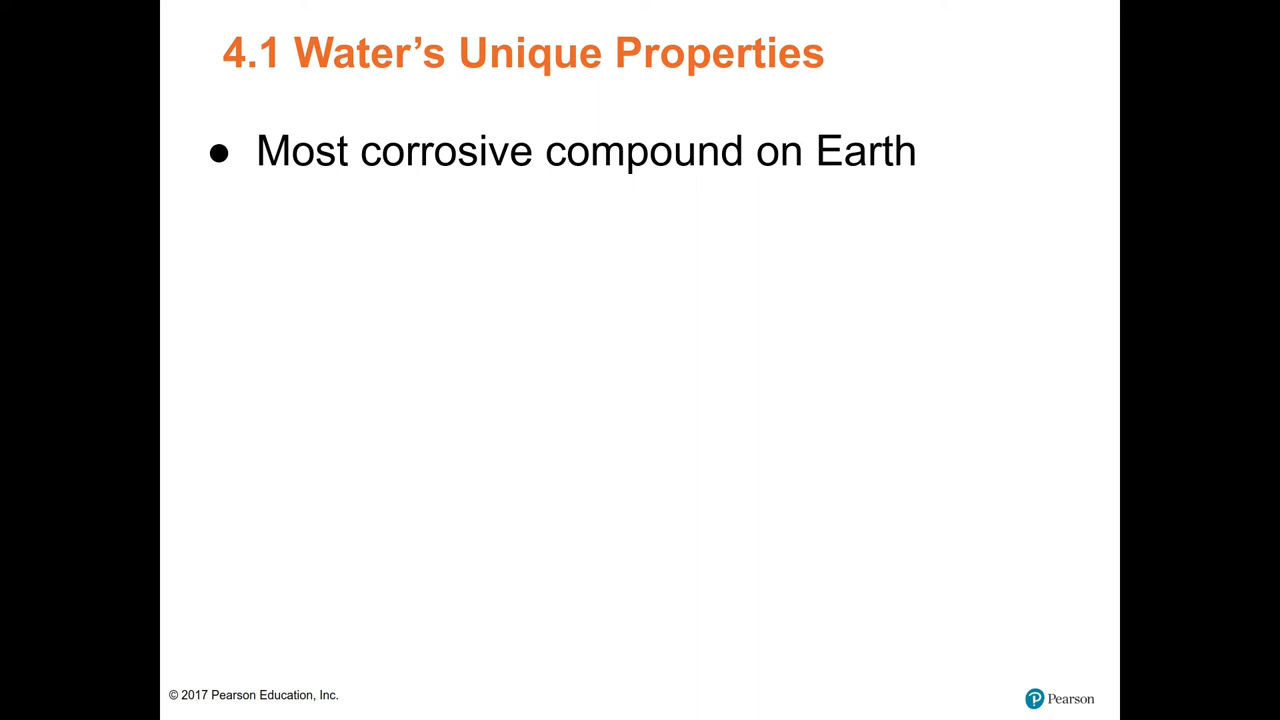 4.1 Water’s Unique Properties
● Most corrosive compound on Earth
© 2017 Pearson Education, Inc.
Pearson